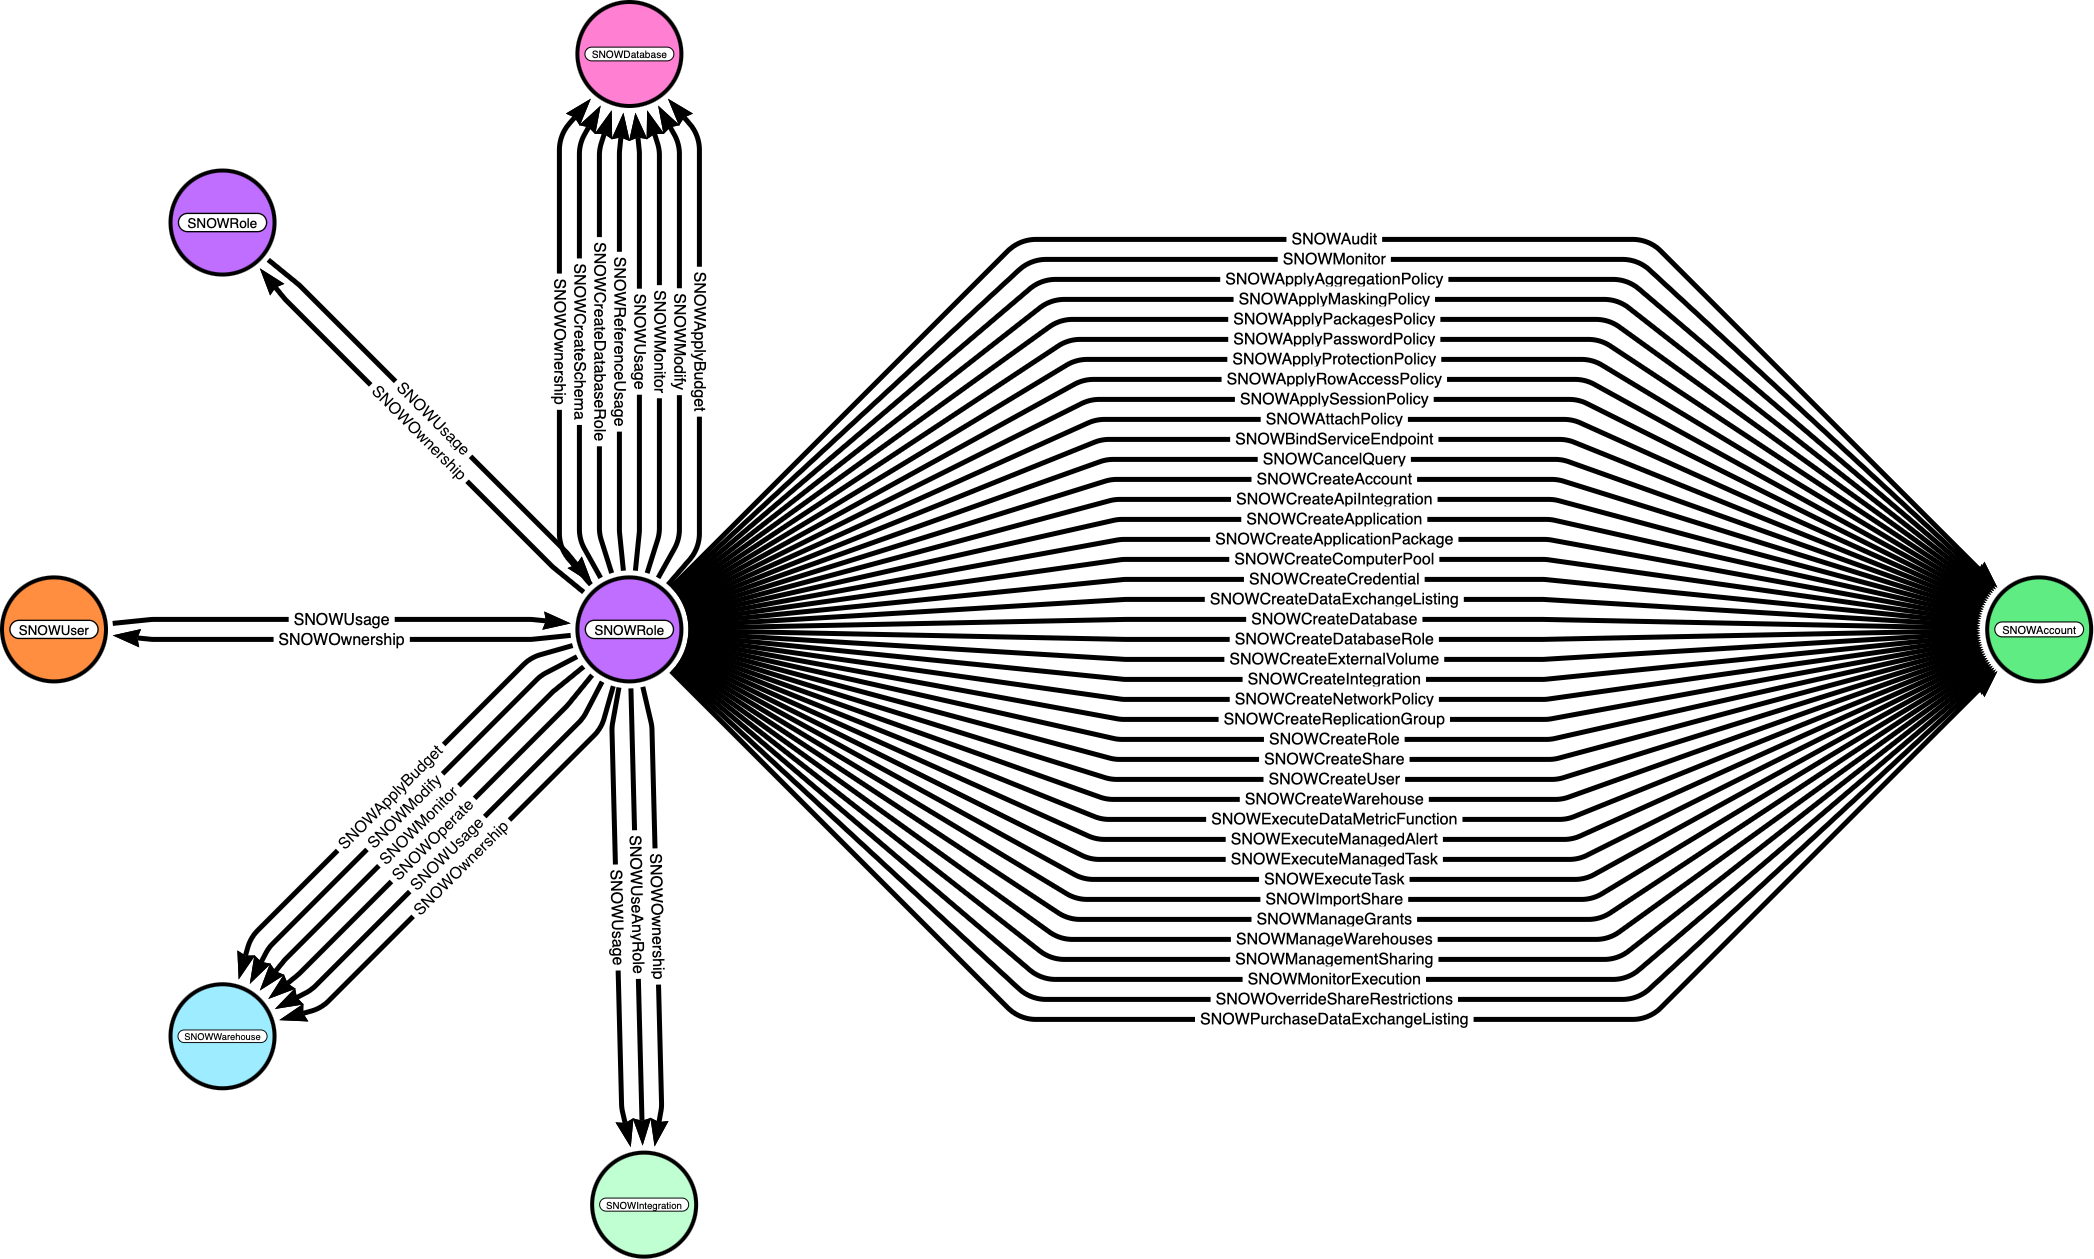 SNOWDatabase
SNOWRole
SNOWOwnership
SNOWCreateSchema
SNOWCreateDatabaseRole
SNOWReferenceUsage
SNOWUsage
SNOWMonitor
SNOWModify
SNOWApplyBudget
SNOWUsage
SNOWOwnership
SNOWUser
SNOWUsage
SNOWOwnership
SNOWRole
SNOWAudit
SNOWMonitor
SNOWApplyAggregationPolicy
SNOWApplyMaskingPolicy
SNOWApplyPackagesPolicy
SNOWApplyPasswordPolicy
SNOWApplyProtectionPolicy
SNOWApplyRowAccessPolicy
SNOWApplySessionPolicy
SNOWAttachPolicy
SNOWBindServiceEndpoint
SNOWCancelQuery
SNOWCreateAccount
SNOWCreateApiIntegration
SNOWCreateApplication
SNOWCreateApplicationPackage
SNOWCreateComputerPool
SNOWCreateCredential
SNOWCreateDataExchangeListing
SNOWCreateDatabase
SNOWCreateDatabaseRole
SNOWCreateExternalVolume
SNOWCreateIntegration
SNOWCreateNetworkPolicy
SNOWCreateReplicationGroup
SNOWCreateRole
SNOWCreateShare
SNOWCreateUser
SNOWCreateWarehouse
SNOWExecuteDataMetricFunction
SNOWExecuteManagedAlert
SNOWExecuteManagedTask
SNOWExecuteTask
SNOWImportShare
SNOWManageGrants
SNOWManageWarehouses
SNOWManagementSharing
SNOWMonitorExecution
SNOWOverrideShareRestrictions
SNOWPurchaseDataExchangeListing
SNOWAccount
SNOWApplyBudget
SNOWModify
SNOWMonitor
SNOWOperate
SNOWUsage
SNOWOwnership
SNOWUsage
SNOWUseAnyRole
SNOWOwnership
SNOWWarehouse
SNOWIntegration